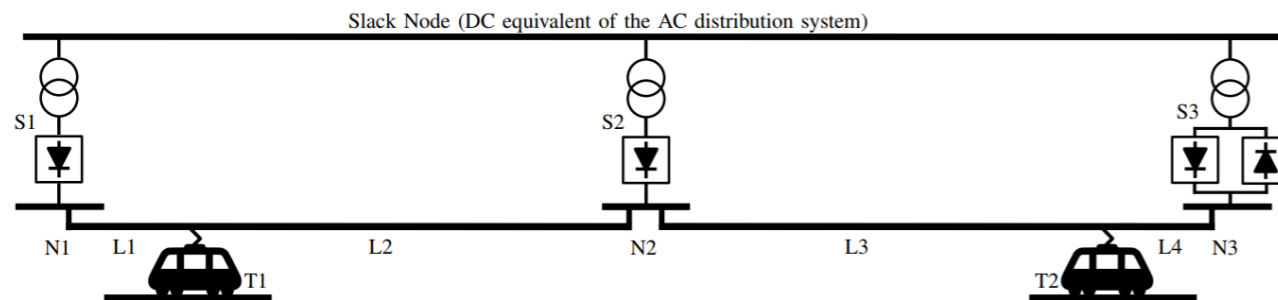 Slack Node (DC equivalent of the AC distribution system)
S1
S2
S3
N1
L1
T1
L2
N2
L3
T2
L4
N3